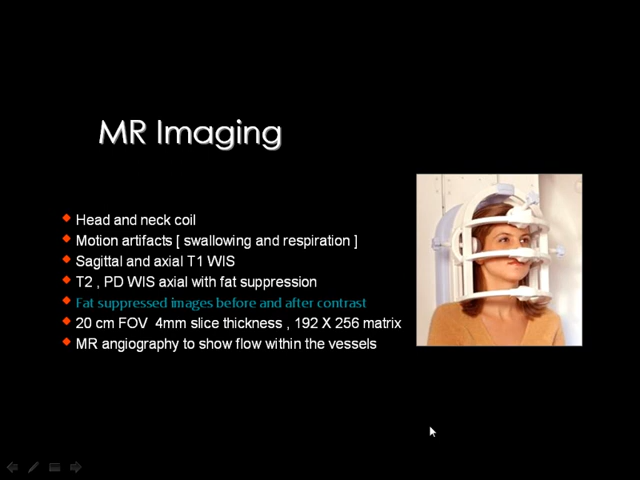 MR Imaging
Head and neck coil
Motion artifacts [ swallowing and respiration ]
Sagittal and axial T1 WIS
T2 , PD WIS axial with fat suppression
Fat suppressed images before and after contrast
20 cm FOV 4mm slice thickness , 192 X 256 matrix
MR angiography to show flow within the vessels